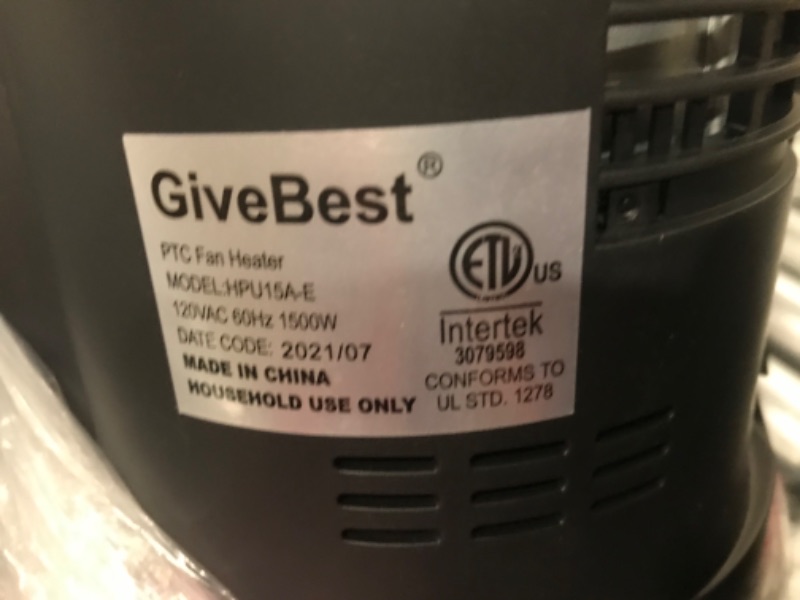 GiveBest®
PTC Fan Heater
MODEL:HPU15A-E
120VAC 60Hz 1500W
DATE CODE: 2021/07
MADE IN CHINA
HOUSEHOLD USE ONLY
ETL US
Intertek
3079598
CONFORMS TO
UL STD. 1278